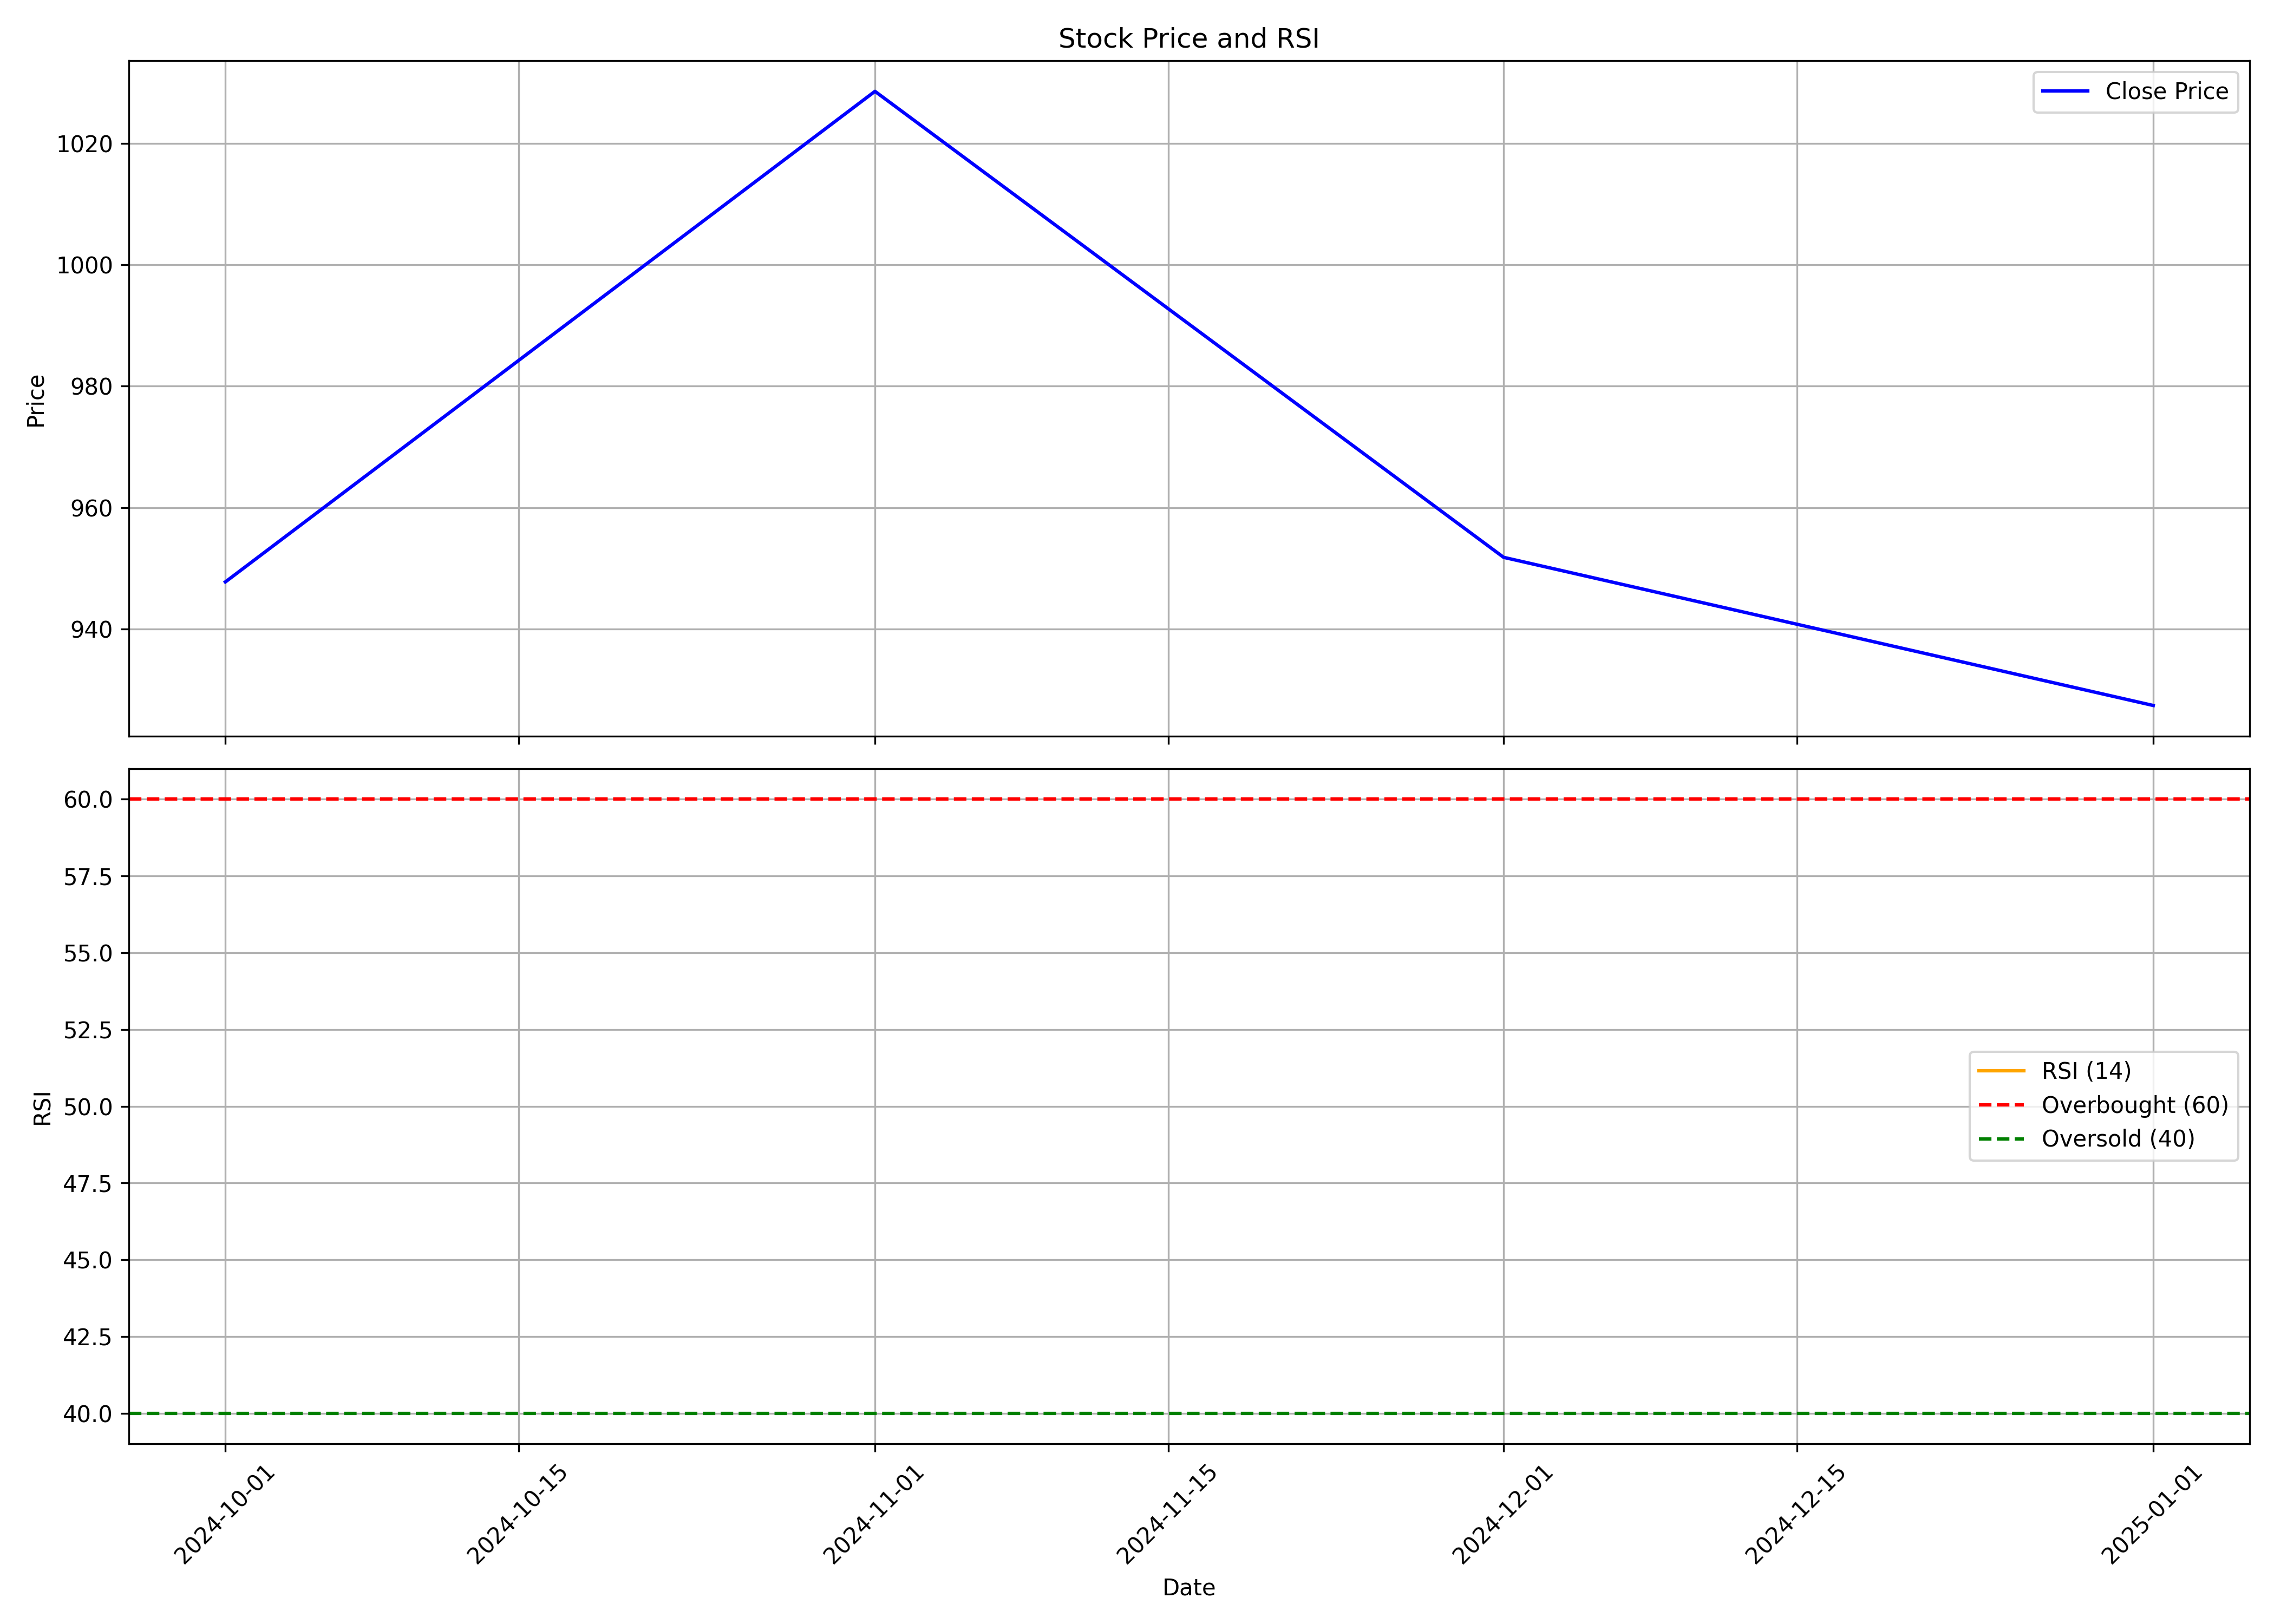 Stock Price and RSI
Close Price
1020
1000
980
960
940
Price
60.0
57.5
55.0
52.5
50.0
47.5
45.0
42.5
40.0
RSI
RSI (14)
Overbought (60)
Oversold (40)
2024-10-01
2024-10-15
2024-11-01
2024-11-15
2024-12-01
2024-12-15
2025-01-01
Date